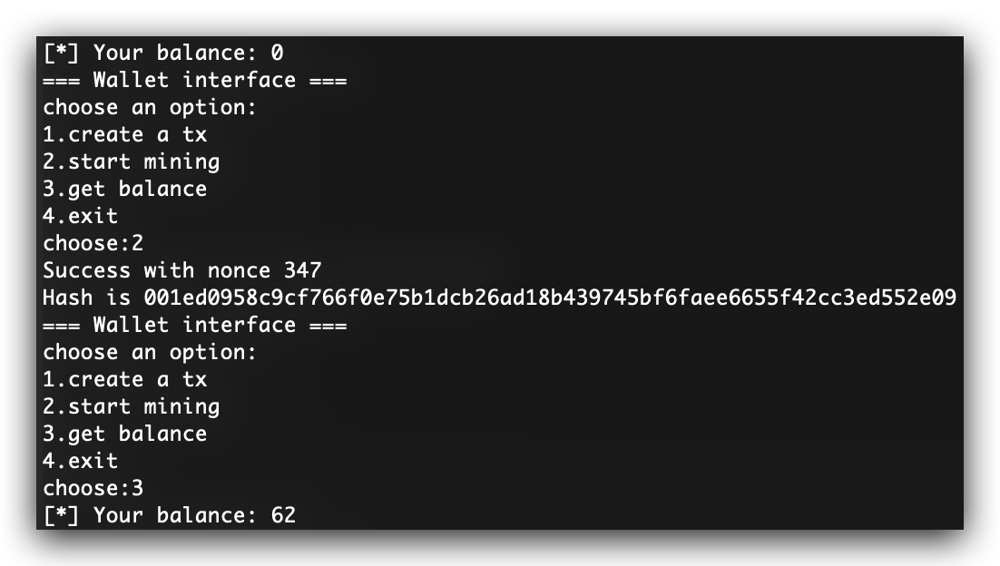 [*] Your balance: 0
=== Wallet interface ===
choose an option:
1.create a tx
2.start mining
3.get balance
4.exit
choose:2
Success with nonce 347
Hash is 001ed0958c9cf766f0e75b1dcb26ad18b439745bf6faee6655f42cc3ed552e09
=== Wallet interface ===
choose an option:
1.create a tx
2.start mining
3.get balance
4.exit
choose:3
[*] Your balance: 62